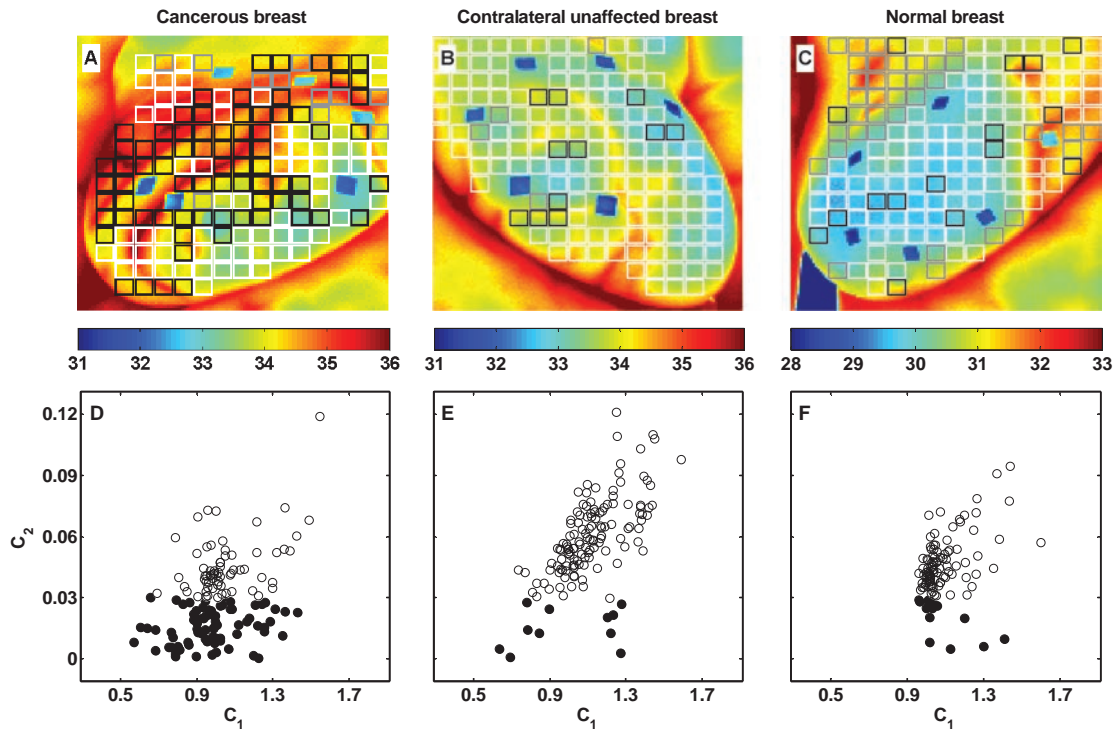 Cancerous breast
Contralateral unaffected breast
Normal breast
A
B
C
31 32 33 34 35 36
31 32 33 34 35 36
28 29 30 31 32 33
D
E
F
0.12
0.09
0.06
0.03
0
C2
0.5 0.9 1.3 1.7
0.5 0.9 1.3 1.7
0.5 0.9 1.3 1.7
C1
C1
C1